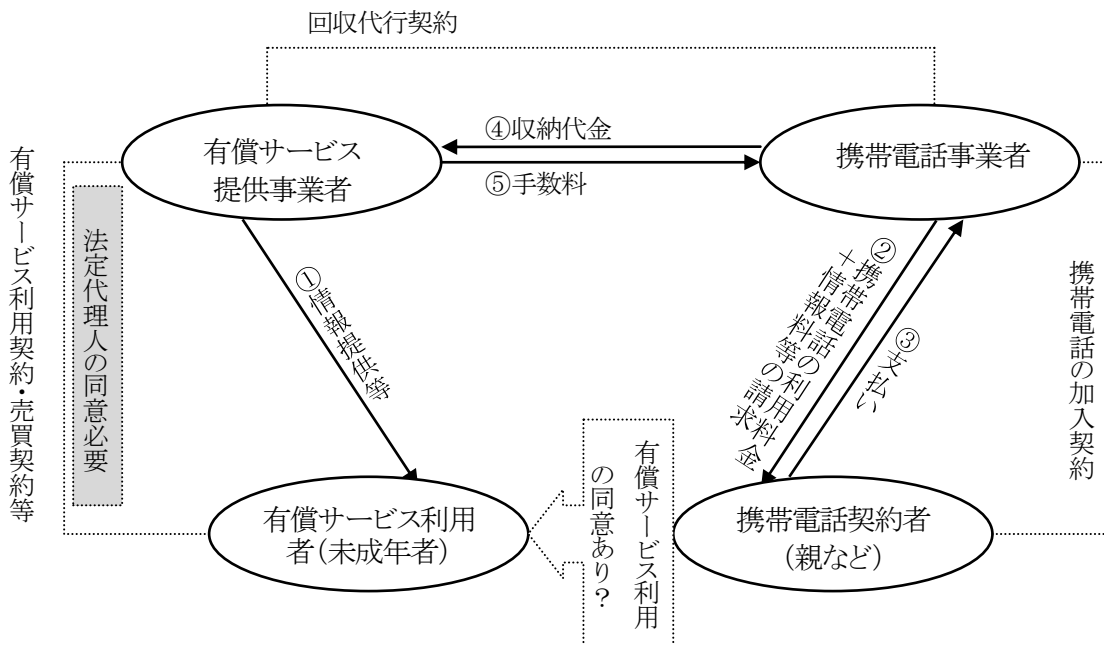 回収代行契約
有償サービス
提供事業者
④収納代金
⑤手数料
携帯電話事業者
有償サービス利用契約・売買契約等
法定代理人の同意必要
①情報提供等
②携帯電話の利用料金
＋情報料等の請求
③支払い
携帯電話の加入契約
有償サービス利用
者(未成年者)
有償サービス利用
の同意あり？
携帯電話契約者
(親など)